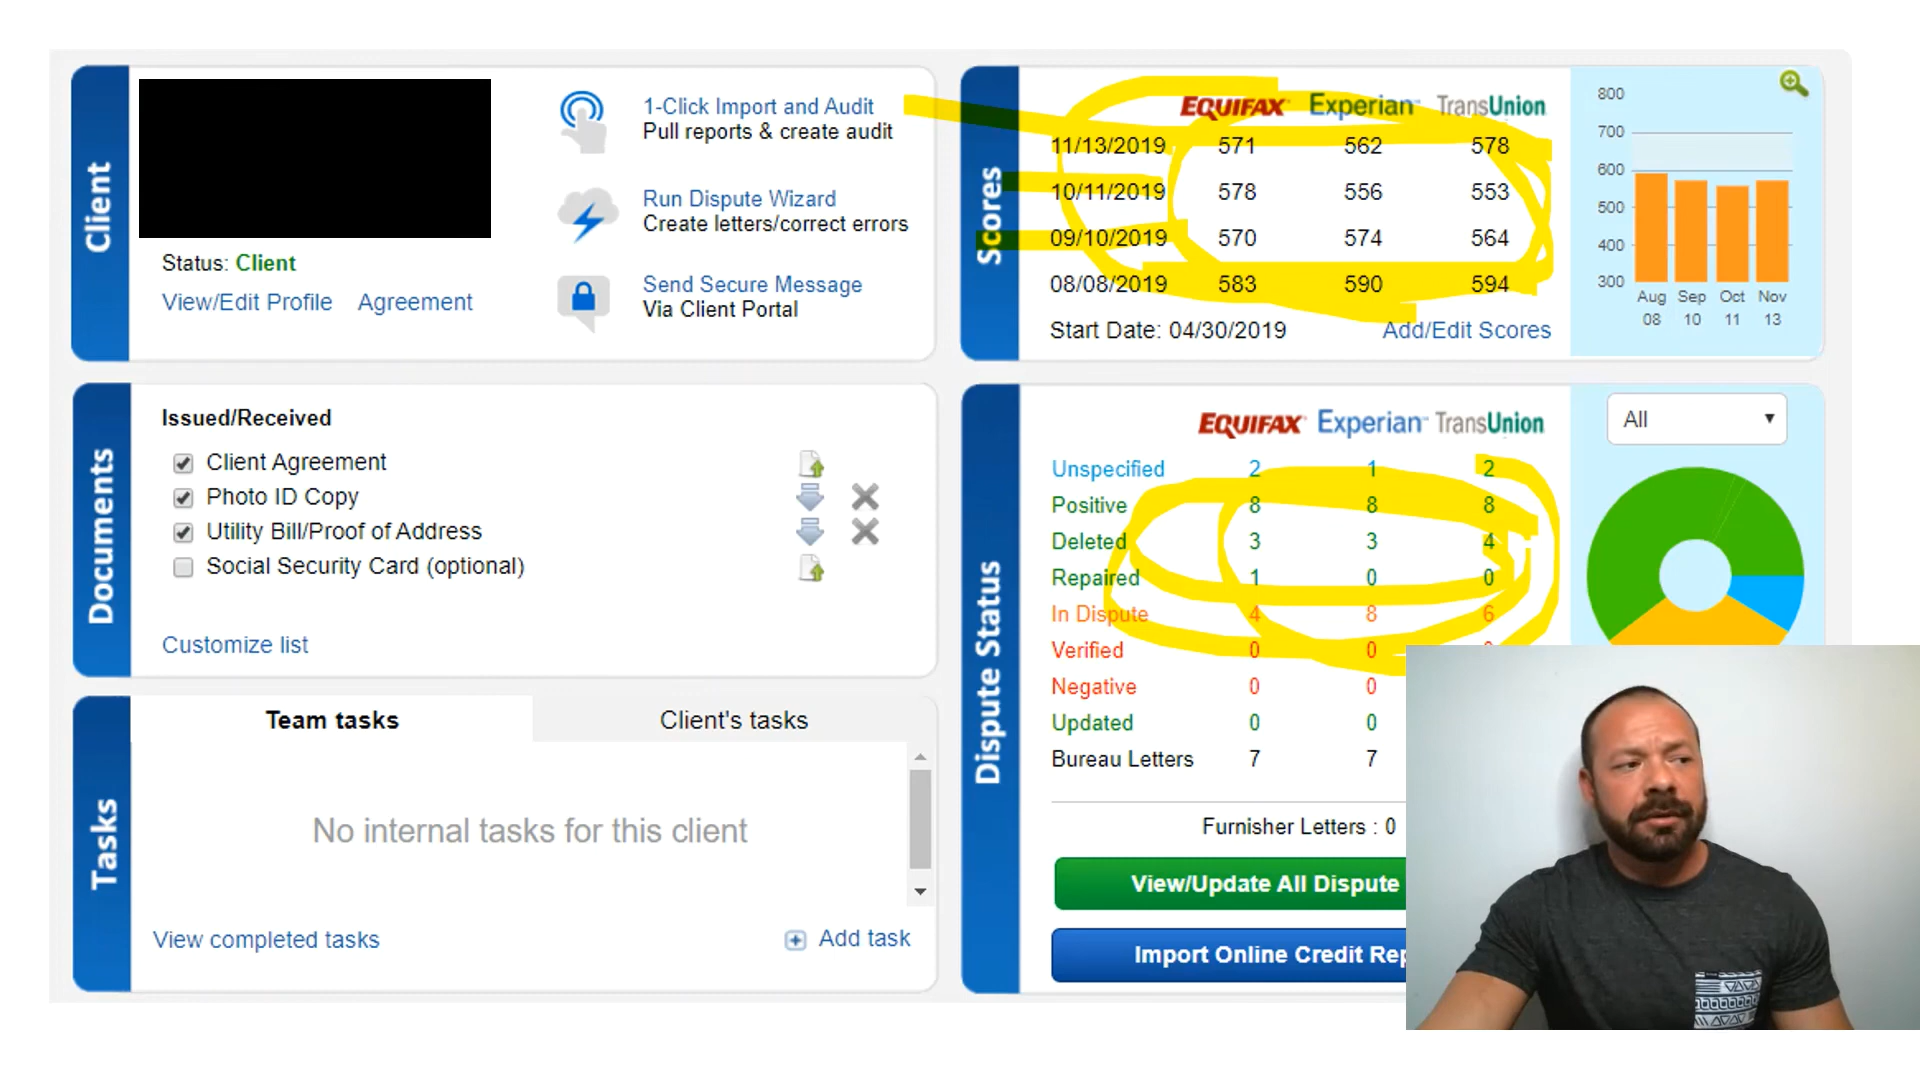 Client
1-Click Import and Audit
Pull reports & create audit
Run Dispute Wizard
Create letters/correct errors
Send Secure Message
Via Client Portal
Status: Client
View/Edit Profile Agreement
Scores
EQUIFAX Experian TransUnion
11/13/2019 571 562 578
10/11/2019 578 556 553
09/10/2019 570 574 564
08/08/2019 583 590 594
Start Date: 04/30/2019 Add/Edit Scores
800
700
600
500
400
300
Aug Sep Oct Nov
08 10 11 13
Documents
Issued/Received
Client Agreement
Photo ID Copy
Utility Bill/Proof of Address
Social Security Card (optional)
Customize list
Dispute Status
EQUIFAX Experian TransUnion
All
Unspecified 2 1 2
Positive 8 8 8
Deleted 3 3 4
Repaired 1 0 0
In Dispute 4 8 6
Verified 0 0
Negative 0 0
Updated 0 0
Bureau Letters 7 7
Furnisher Letters : 0
View/Update All Dispute
Import Online Credit Rep
Tasks
Team tasks Client's tasks
No internal tasks for this client
View completed tasks Add task